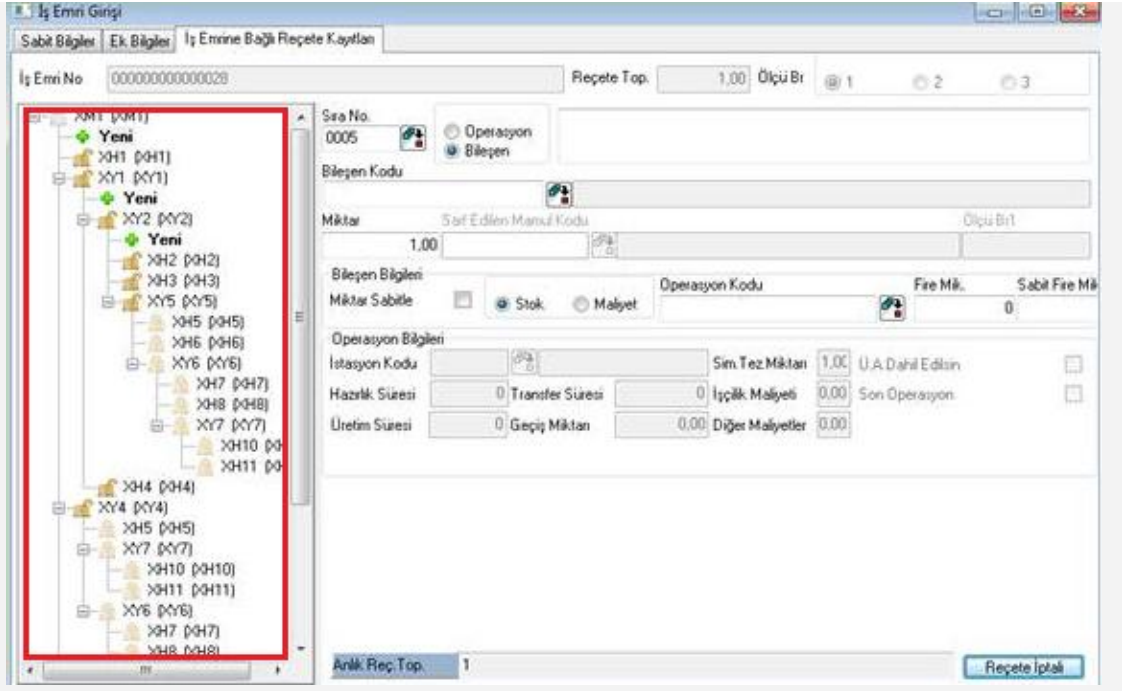 İş Emri Girişi
Sabit Bilgiler Ek Bilgiler İş Emrine Bağlı Reçete Kayıtları
İş Emri No 000000000000028 Reçete Top. 1,00 Ölçü Br 1 2 3
XM1 (XM1)
Yeni
XH1 (XH1)
XY1 (XY1)
Yeni
XY2 (XY2)
Yeni
XH2 (XH2)
XH3 (XH3)
XY5 (XY5)
XH5 (XH5)
XH6 (XH6)
XY6 (XY6)
XH7 (XH7)
XH8 (XH8)
XY7 (XY7)
XH10 (XH
XH11 (XH
XH4 (XH4)
XY4 (XY4)
XH5 (XH5)
XY7 (XY7)
XH10 (XH10)
XH11 (XH11)
XY6 (XY6)
XH7 (XH7)
XH8 (XH8)
Sıra No.
0005 Operasyon
Bileşen
Bileşen Kodu
Miktar Sarf Edilen Mamul Kodu Ölçü Br1
1,00
Bileşen Bilgileri
Operasyon Kodu Fire Mik. Sabit Fire Mik
Miktar Sabitle Stok Maliyet 0
Operasyon Bilgileri
İstasyon Kodu Sim.Tez.Miktarı 1,00 Ü.A.Dahil Edilsin
Hazırlık Süresi 0 Transfer Süresi 0 İşçilik Maliyeti 0,00 Son Operasyon
Üretim Süresi 0 Geçiş Miktarı 0,00 Diğer Maliyetler 0,00
Anlık Reç.Top. 1 Reçete İptali